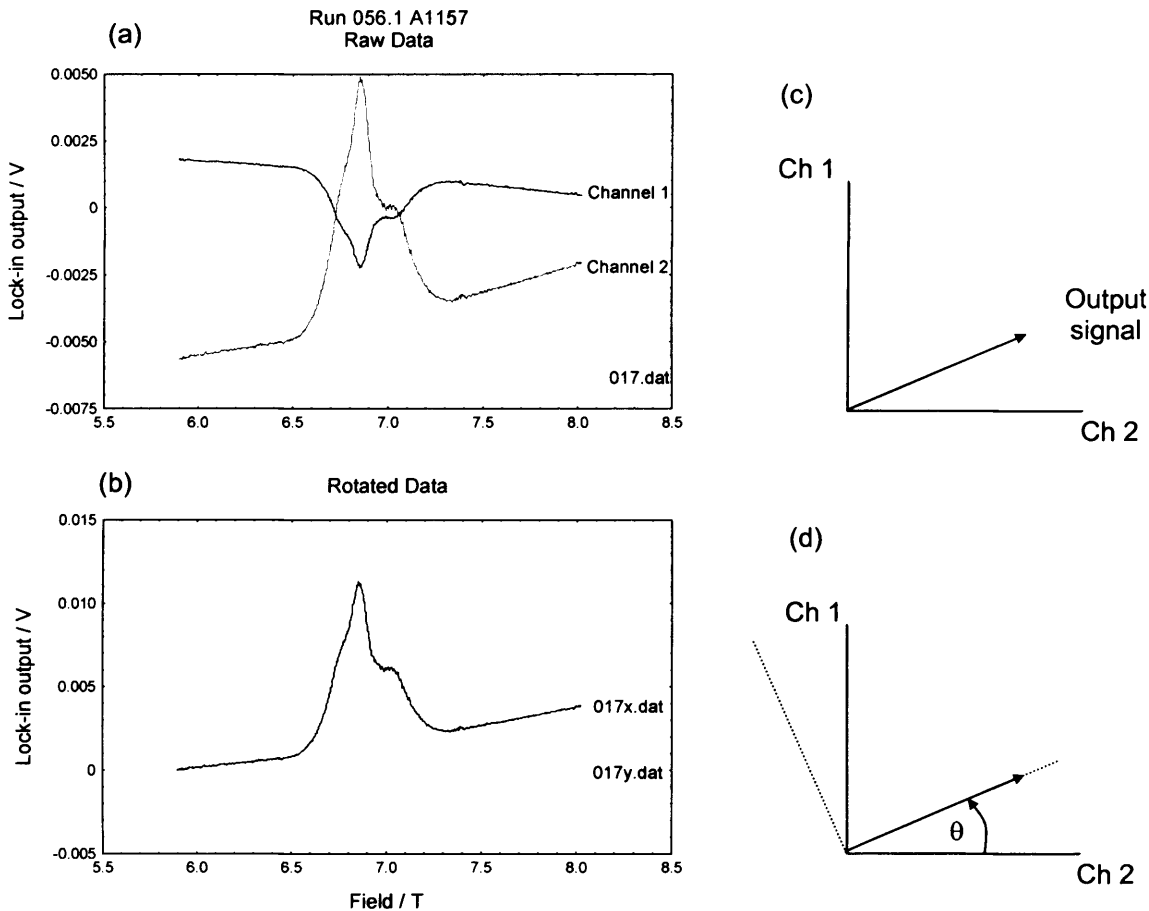 (a)
Run 056.1 A1157
Raw Data
Lock-in output / V
0.0050
0.0025
0
-0.0025
-0.0050
-0.0075
5.5 6.0 6.5 7.0 7.5 8.0 8.5
Channel 1
Channel 2
017.dat
(b)
Rotated Data
Lock-in output / V
0.015
0.010
0.005
0
-0.005
5.5 6.0 6.5 7.0 7.5 8.0 8.5
017x.dat
017y.dat
Field / T
(c)
Ch 1
Output
signal
Ch 2
(d)
Ch 1
θ
Ch 2